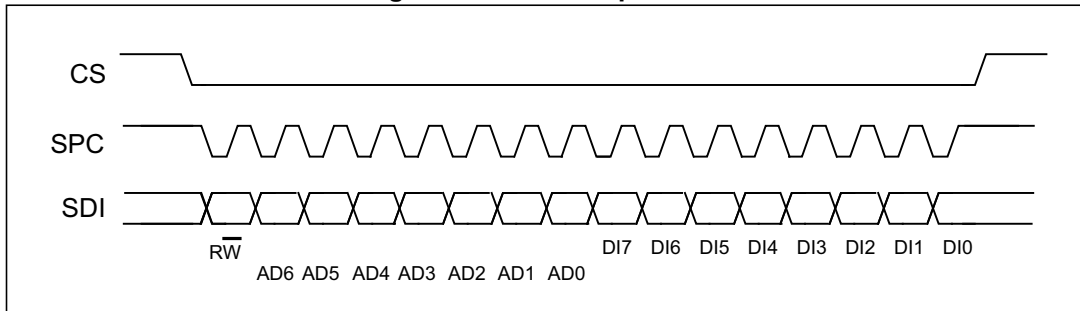 CS
SPC
SDI
RW
DI7 DI6 DI5 DI4 DI3 DI2 DI1 DI0
AD6 AD5 AD4 AD3 AD2 AD1 AD0